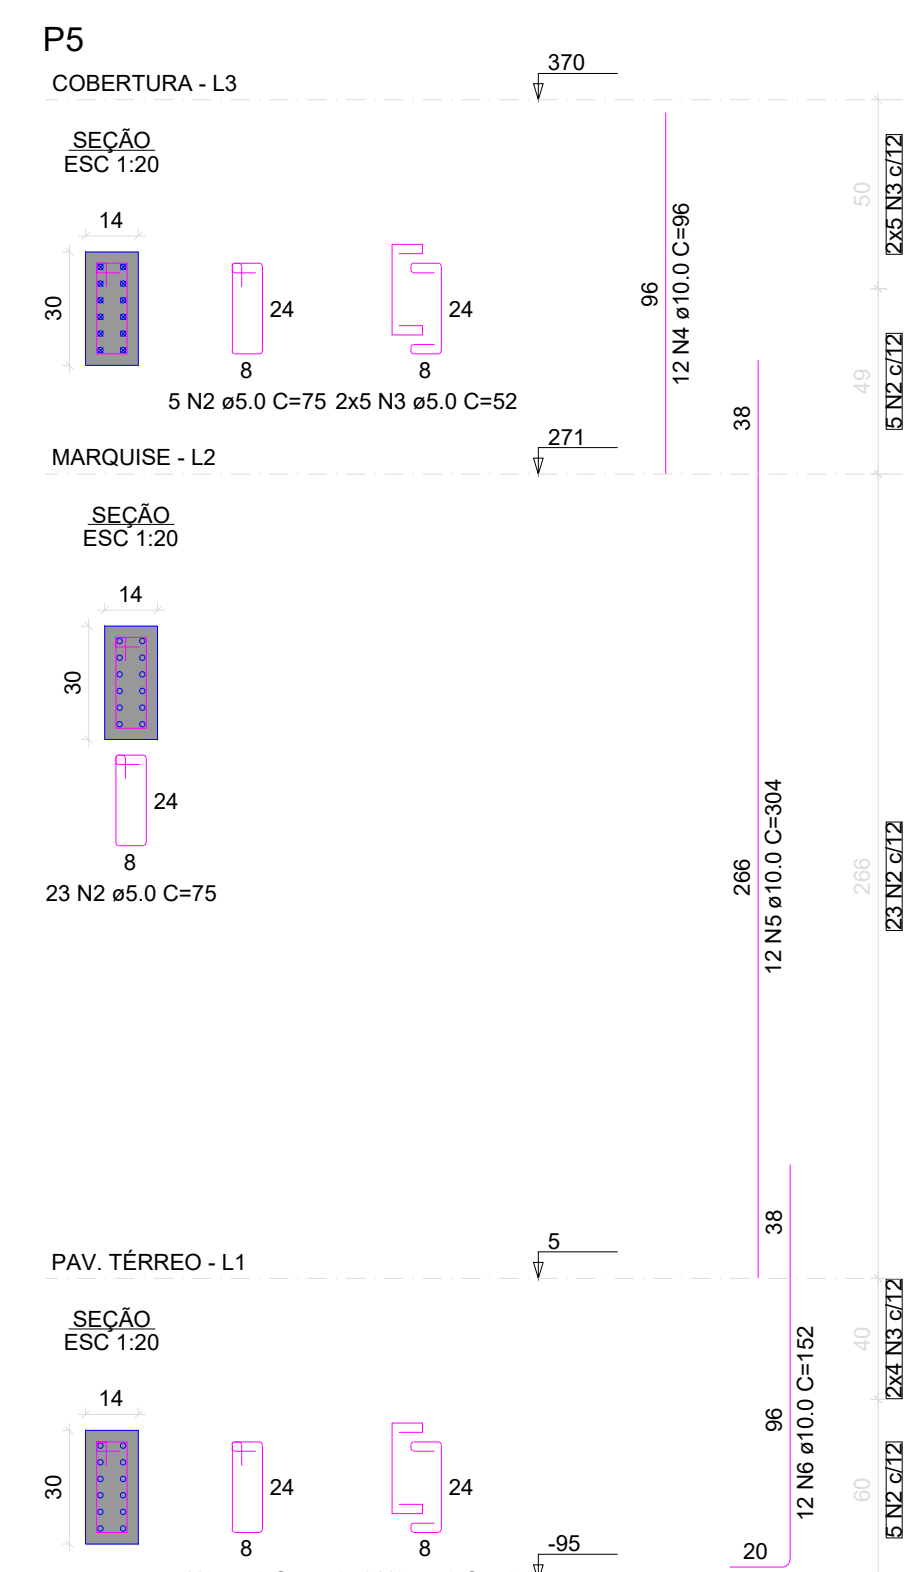 P5
COBERTURA - L3
370
SEÇÃO
ESC 1:20
14
30
24
8
24
8
5 N2 ø5.0 C=75
2x5 N3 ø5.0 C=52
96
12 N4 ø10.0 C=96
50
2x5 N3 c/12
49
5 N2 c/12
38
MARQUISE - L2
271
SEÇÃO
ESC 1:20
14
30
24
8
23 N2 ø5.0 C=75
266
12 N5 ø10.0 C=304
266
23 N2 c/12
38
PAV. TÉRREO - L1
5
SEÇÃO
ESC 1:20
14
30
24
8
24
8
96
12 N6 ø10.0 C=152
40
2x4 N3 c/12
60
5 N2 c/12
-95
20